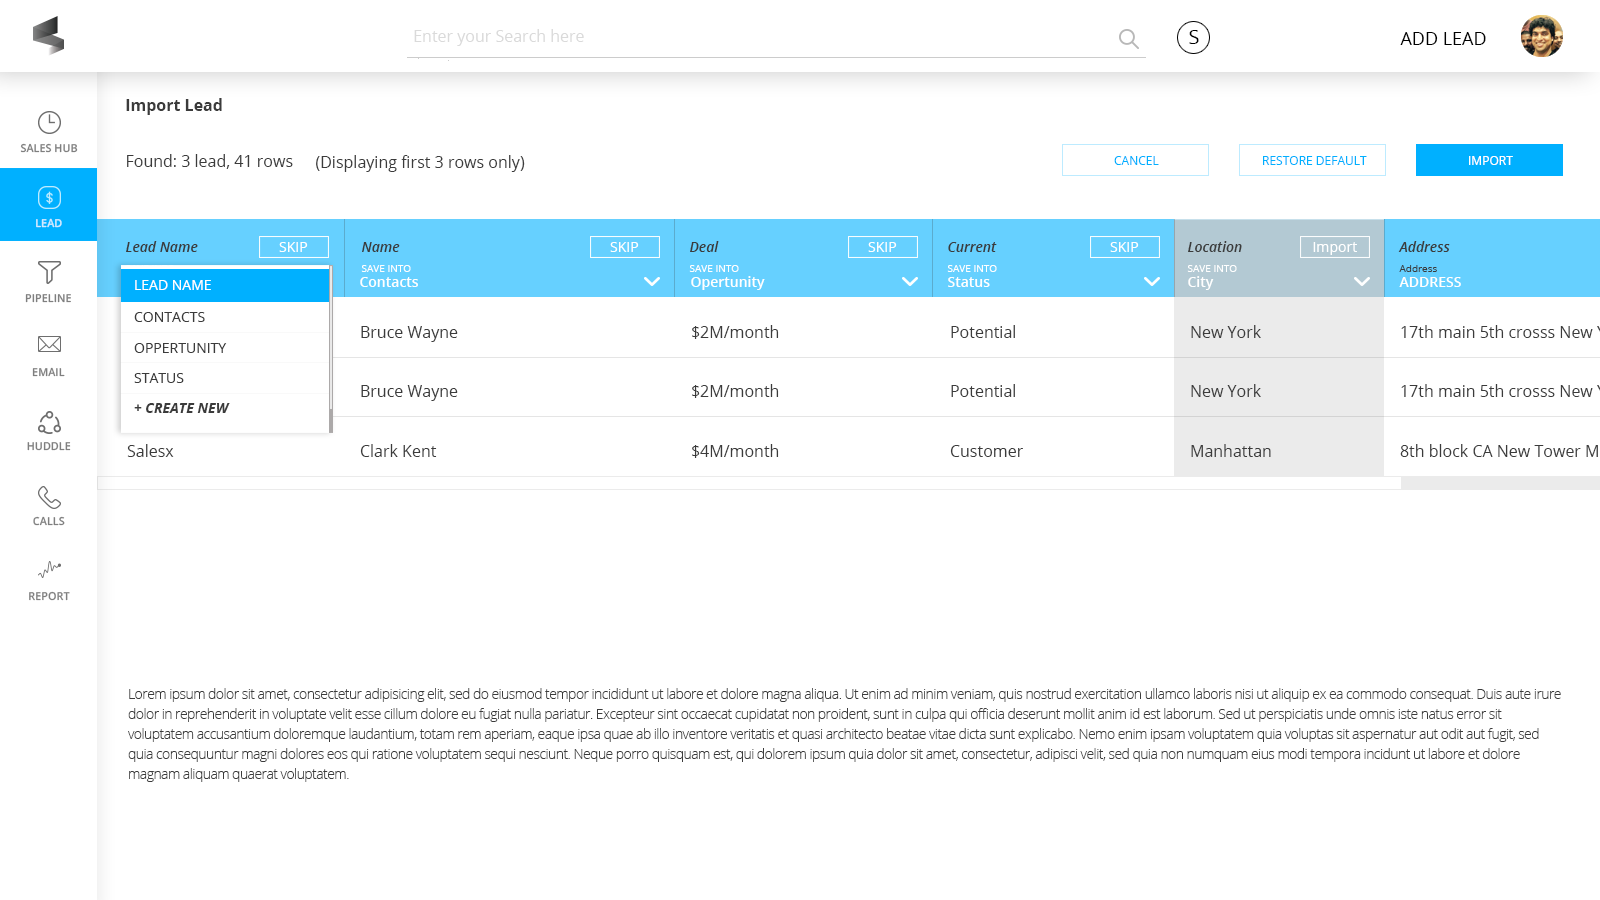 Enter your Search here
S
ADD LEAD
Import Lead
Found: 3 lead, 41 rows (Displaying first 3 rows only)
CANCEL
RESTORE DEFAULT
IMPORT
SALES HUB
$
LEAD
PIPELINE
EMAIL
HUDDLE
CALLS
REPORT
Lead Name SKIP
Name SKIP
SAVE INTO
Contacts
Deal SKIP
SAVE INTO
Opertunity
Current SKIP
SAVE INTO
Status
Location Import
SAVE INTO
City
Address
Address
ADDRESS
LEAD NAME
CONTACTS
OPPERTUNITY
STATUS
+ CREATE NEW
Bruce Wayne $2M/month Potential New York 17th main 5th crosss New
Bruce Wayne $2M/month Potential New York 17th main 5th crosss New
Salesx Clark Kent $4M/month Customer Manhattan 8th block CA New Tower M
Lorem ipsum dolor sit amet, consectetur adipisicing elit, sed do eiusmod tempor incididunt ut labore et dolore magna aliqua. Ut enim ad minim veniam, quis nostrud exercitation ullamco laboris nisi ut aliquip ex ea commodo consequat. Duis aute irure
dolor in reprehenderit in voluptate velit esse cillum dolore eu fugiat nulla pariatur. Excepteur sint occaecat cupidatat non proident, sunt in culpa qui officia deserunt mollit anim id est laborum. Sed ut perspiciatis unde omnis iste natus error sit
voluptatem accusantium doloremque laudantium, totam rem aperiam, eaque ipsa quae ab illo inventore veritatis et quasi architecto beatae vitae dicta sunt explicabo. Nemo enim ipsam voluptatem quia voluptas sit aspernatur aut odit aut fugit, sed
quia consequuntur magni dolores eos qui ratione voluptatem sequi nesciunt. Neque porro quisquam est, qui dolorem ipsum quia dolor sit amet, consectetur, adipisci velit, sed quia non numquam eius modi tempora incidunt ut labore et dolore
magnam aliquam quaerat voluptatem.